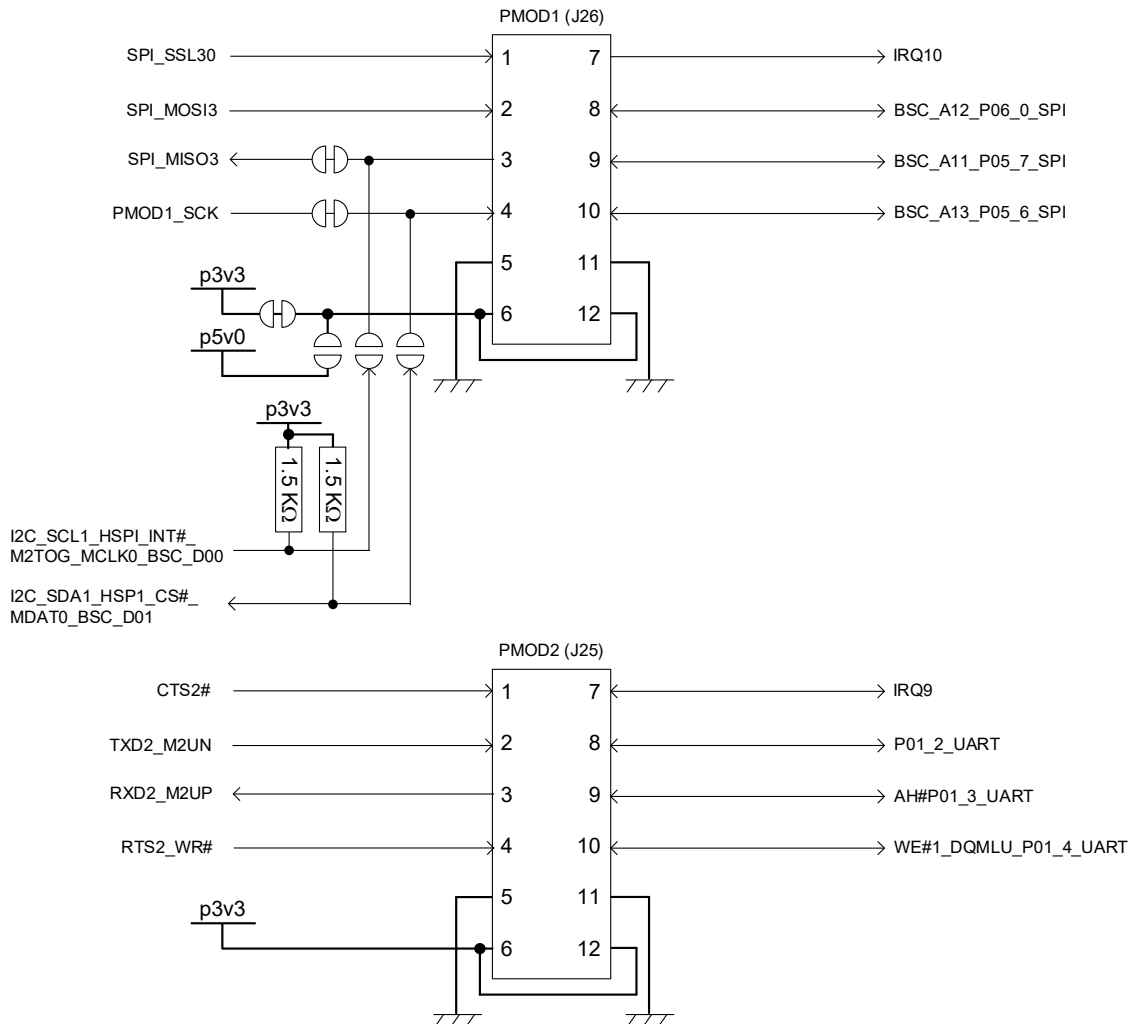 PMOD1 (J26)
SPI_SSL30
1
7
IRQ10
SPI_MOSI3
2
8
BSC_A12_P06_0_SPI
SPI_MISO3
3
9
BSC_A11_P05_7_SPI
PMOD1_SCK
4
10
BSC_A13_P05_6_SPI
5
11
p3v3
6
12
p5v0
p3v3
1.5 KΩ
1.5 KΩ
I2C_SCL1_HSPI_INT#_
M2TOG_MCLK0_BSC_D00
I2C_SDA1_HSP1_CS#_
MDAT0_BSC_D01
PMOD2 (J25)
CTS2#
1
7
IRQ9
TXD2_M2UN
2
8
P01_2_UART
RXD2_M2UP
3
9
AH#P01_3_UART
RTS2_WR#
4
10
WE#1_DQMLU_P01_4_UART
5
11
p3v3
6
12